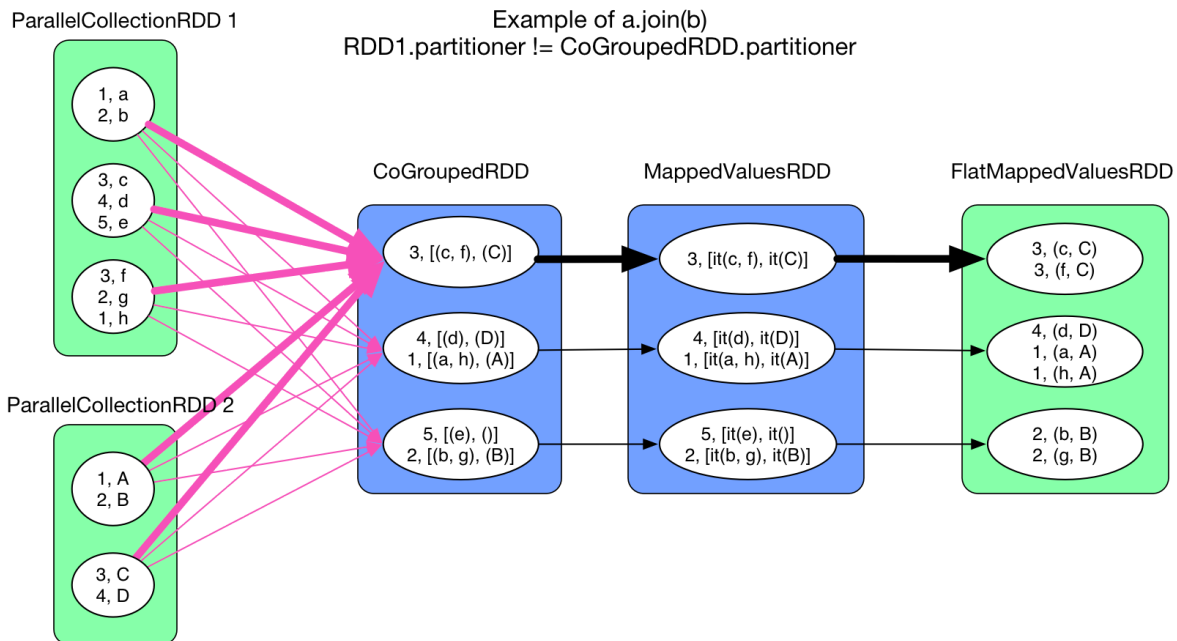 Example of a.join(b)
RDD1.partitioner != CoGroupedRDD.partitioner
ParallelCollectionRDD 1
1, a
2, b
3, c
4, d
5, e
3, f
2, g
1, h
ParallelCollectionRDD 2
1, A
2, B
3, C
4, D
CoGroupedRDD
3, [(c, f), (C)]
4, [(d), (D)]
1, [(a, h), (A)]
5, [(e), ()]
2, [(b, g), (B)]
MappedValuesRDD
3, [it(c, f), it(C)]
4, [it(d), it(D)]
1, [it(a, h), it(A)]
5, [it(e), it()]
2, [it(b, g), it(B)]
FlatMappedValuesRDD
3, (c, C)
3, (f, C)
4, (d, D)
1, (a, A)
1, (h, A)
2, (b, B)
2, (g, B)